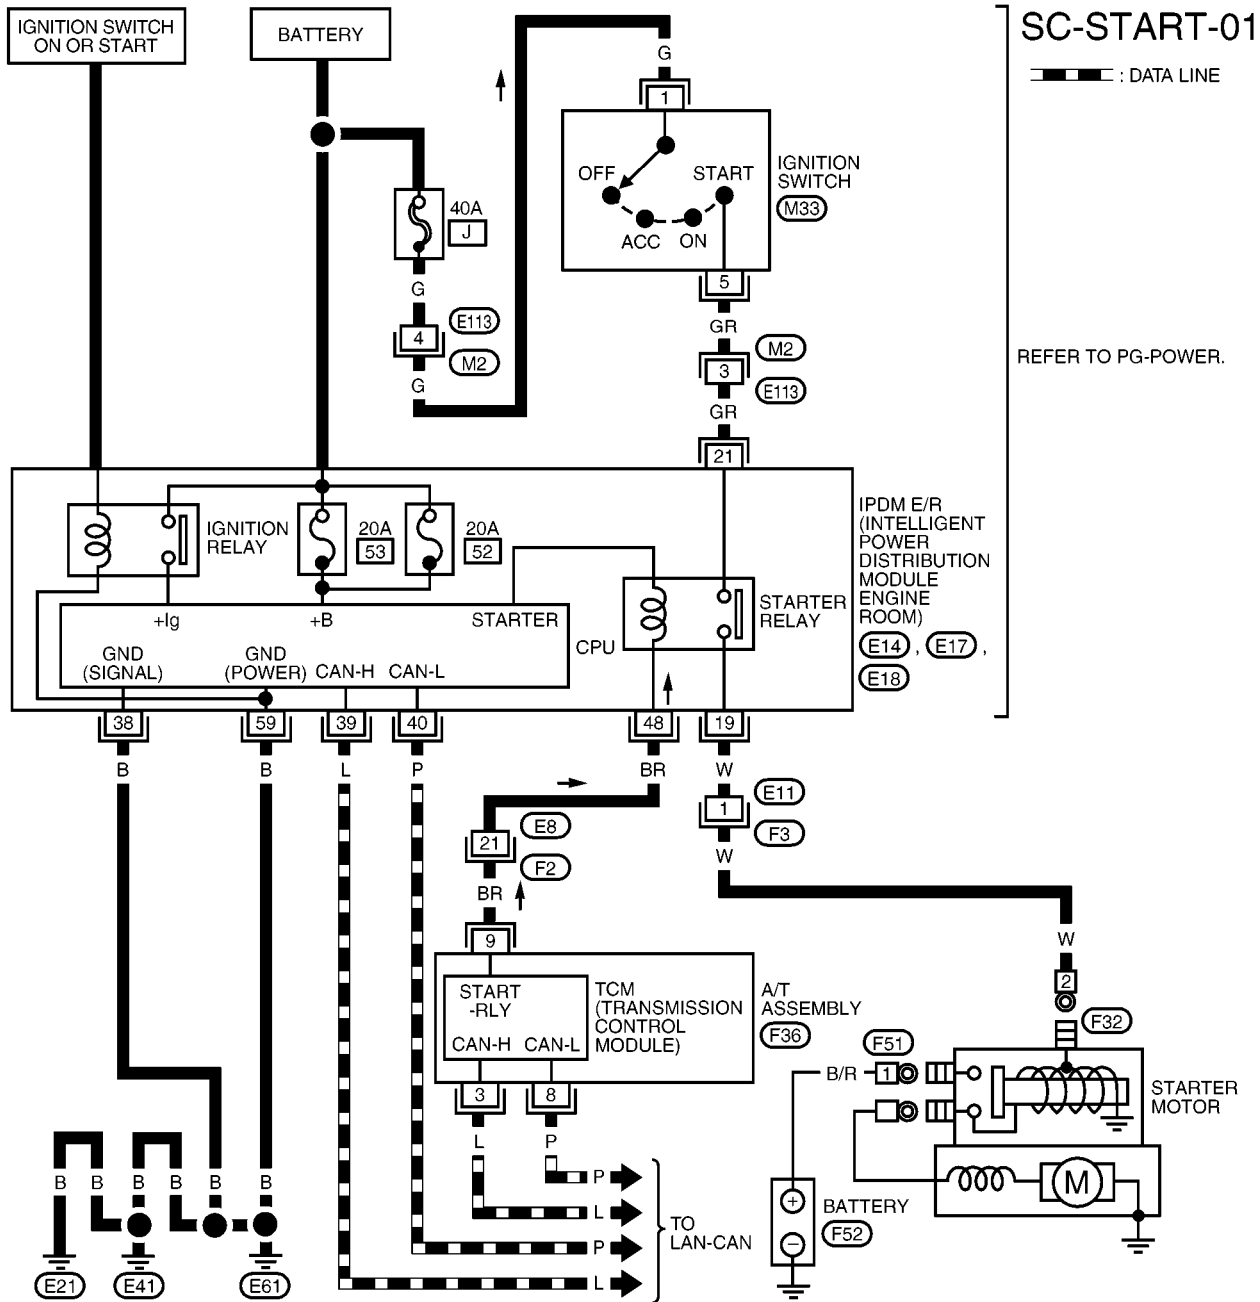 IGNITION SWITCH
ON OR START
BATTERY
SC-START-01
: DATA LINE
G
1
OFF
START
ACC
ON
IGNITION
SWITCH
M33
40A
J
G
4
E113
M2
G
5
GR
M2
3
E113
GR
21
REFER TO PG-POWER.
IGNITION
RELAY
20A
53
20A
52
+Ig
+B
STARTER
CPU
STARTER
RELAY
IPDM E/R
(INTELLIGENT
POWER
DISTRIBUTION
MODULE
ENGINE
ROOM)
E14 , E17 ,
E18
GND
(SIGNAL)
GND
(POWER)
CAN-H
CAN-L
38
59
39
40
48
19
B
B
L
P
BR
W
E11
1
F3
W
E8
21
F2
BR
9
START
-RLY
TCM
(TRANSMISSION
CONTROL
MODULE)
CAN-H
CAN-L
A/T
ASSEMBLY
F36
3
8
L
P
W
2
F32
F51
B/R
1
STARTER
MOTOR
M
BATTERY
F52
+
−
B
B
B
B
B
B
P
L
P
L
TO
LAN-CAN
E21
E41
E61